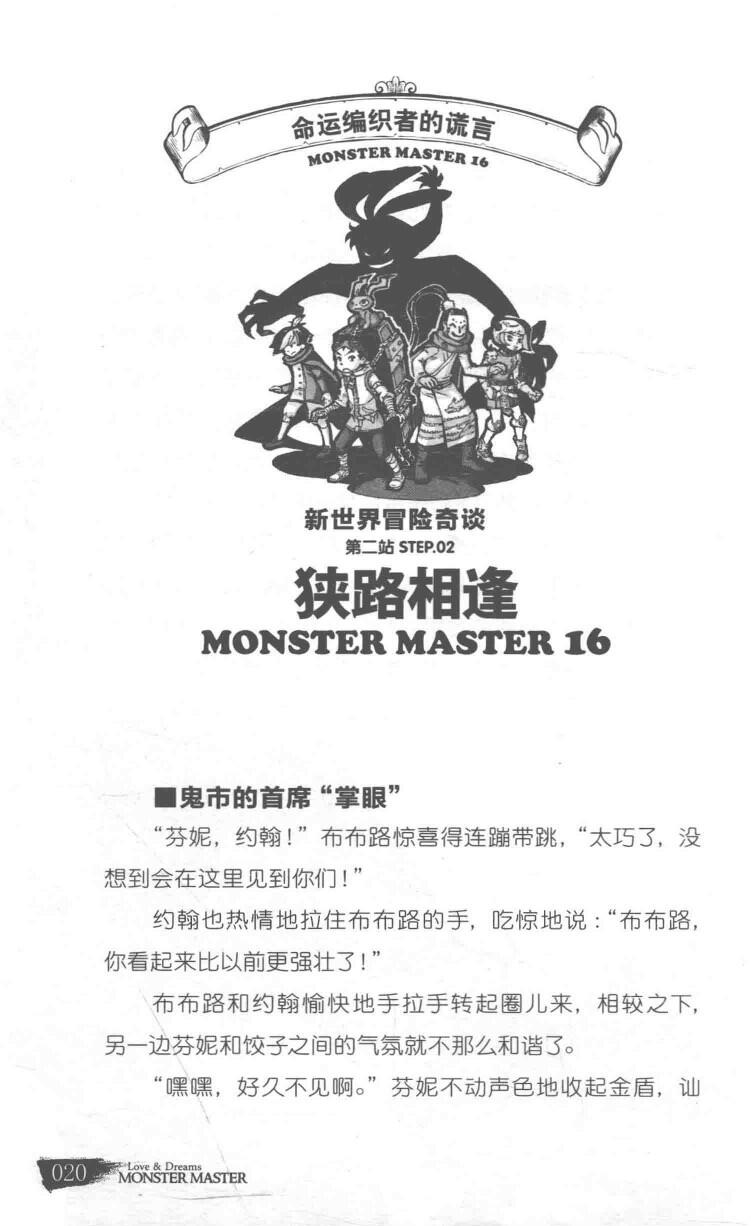 命运编织者的谎言
MONSTER MASTER 16
新世界冒险奇谈
第二站 STEP.02
狭路相逢
MONSTER MASTER 16
■鬼市的首席“掌眼”
“芬妮，约翰！”布布路惊喜得连蹦带跳，“太巧了，没
想到会在这里见到你们！”
约翰也热情地拉住布布路的手，吃惊地说：“布布路，
你看起来比以前更强壮了！”
布布路和约翰愉快地手拉手转起圈儿来，相较之下，
另一边芬妮和饺子之间的气氛就不那么和谐了。
“嘿嘿，好久不见啊。”芬妮不动声色地收起金盾，讪
020
Love & Dreams
MONSTER MASTER